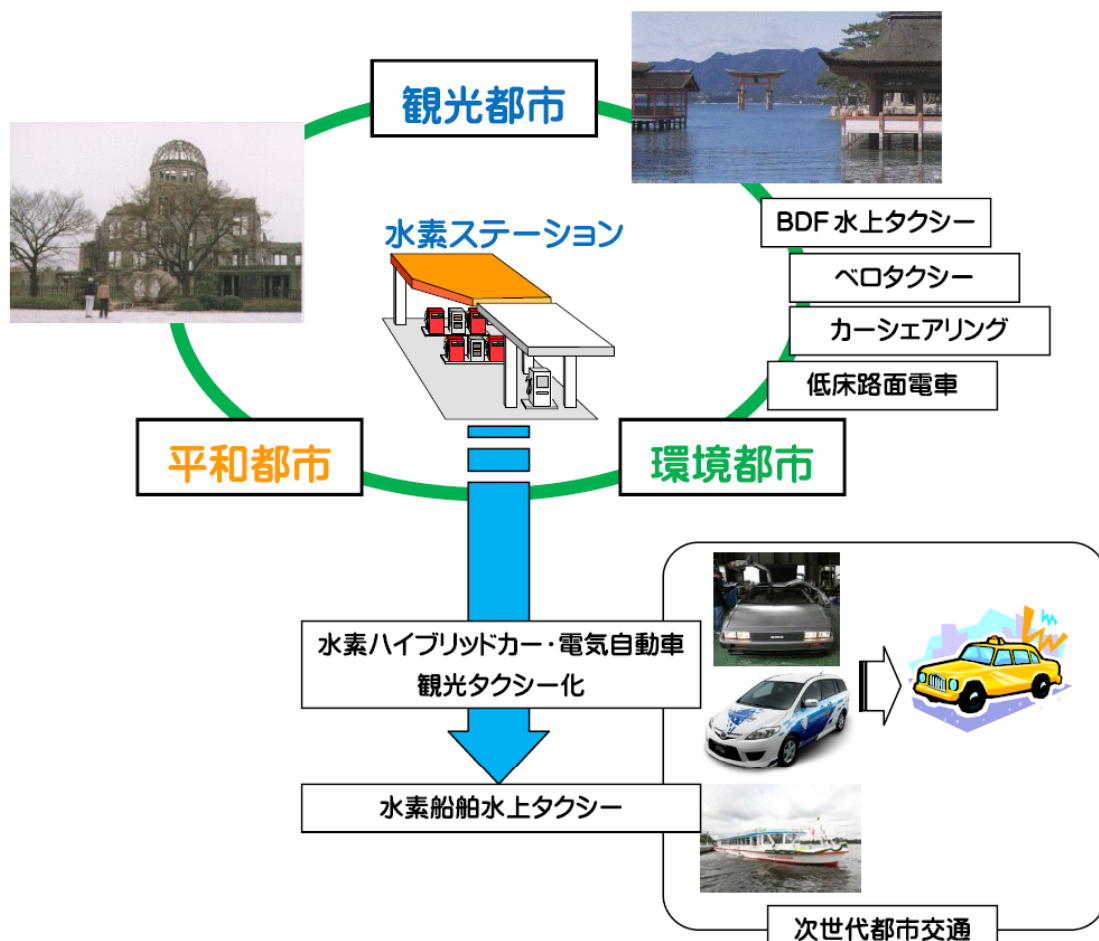 観光都市
水素ステーション
BDF 水上タクシー
ベロタクシー
カーシェアリング
低床路面電車
平和都市
環境都市
水素ハイブリッドカー・電気自動車
観光タクシー化
水素船舶水上タクシー
次世代都市交通